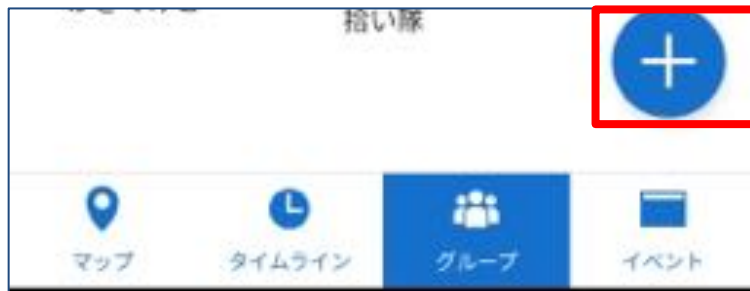 拾い隊
マップ
タイムライン
グループ
イベント